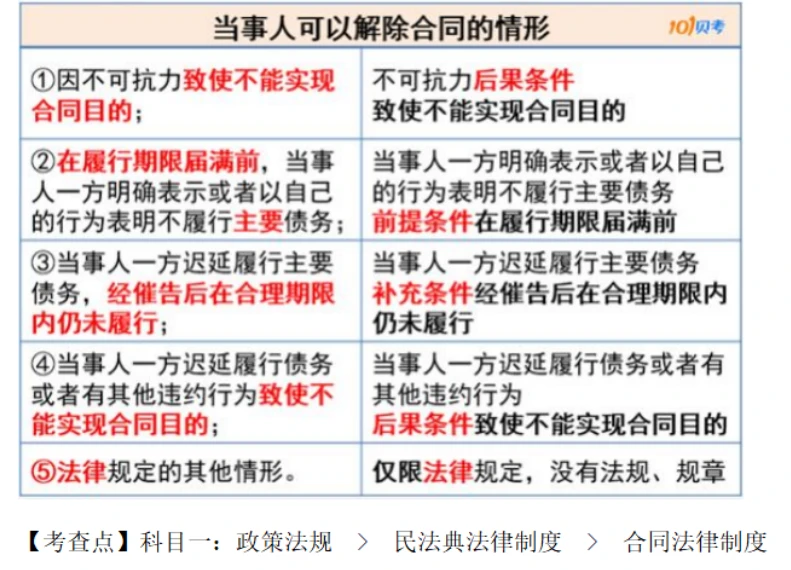 当事人可以解除合同的情形
101贝考
①因不可抗力致使不能实现
合同目的；
不可抗力后果条件
致使不能实现合同目的
②在履行期限届满前，当事
人一方明确表示或者以自己
的行为表明不履行主要债务；
当事人一方明确表示或者以自己
的行为表明不履行主要债务
前提条件在履行期限届满前
③当事人一方迟延履行主要
债务，经催告后在合理期限
内仍未履行；
当事人一方迟延履行主要债务
补充条件经催告后在合理期限内
仍未履行
④当事人一方迟延履行债务
或者有其他违约行为致使不
能实现合同目的；
当事人一方迟延履行债务或者有
其他违约行为
后果条件致使不能实现合同目的
⑤法律规定的其他情形。
仅限法律规定，没有法规、规章
【考查点】科目一：政策法规 > 民法典法律制度 > 合同法律制度